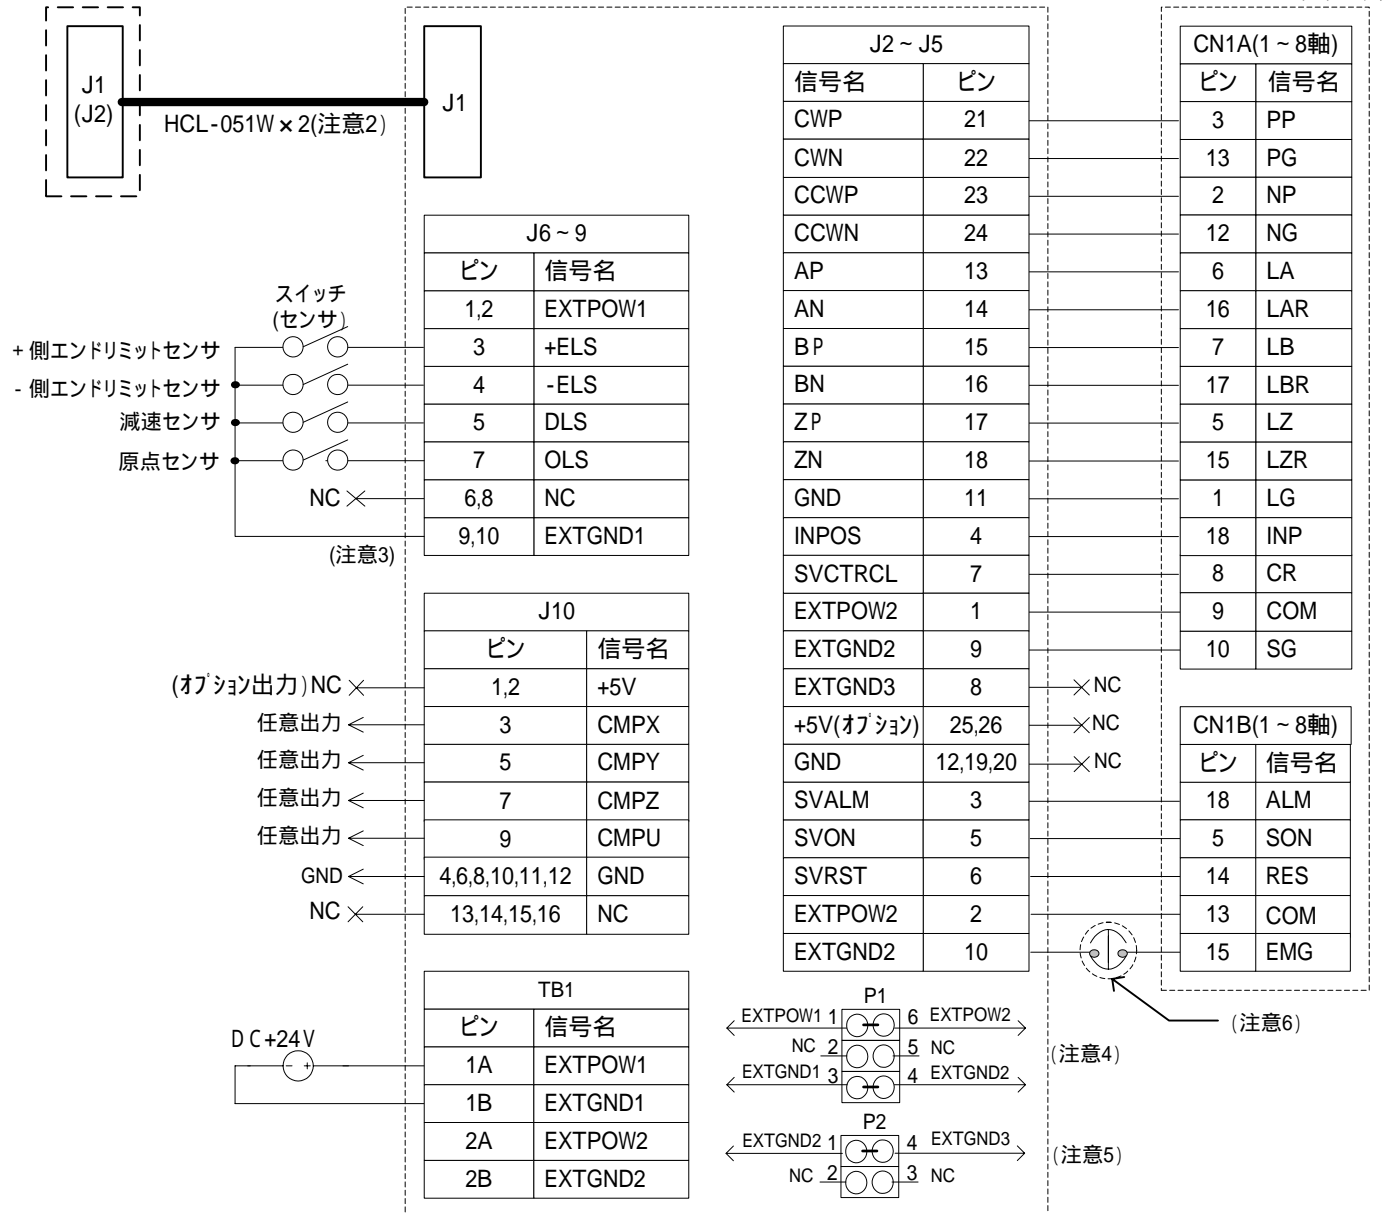 J1
(J2)
HCL-051W×2(注意2)
J1
J6~9
ピン 信号名
1,2 EXTPOW1
3 +ELS
4 -ELS
5 DLS
7 OLS
6,8 NC
9,10 EXTGND1
スイッチ
(センサ)
+側エンドリミットセンサ
-側エンドリミットセンサ
減速センサ
原点センサ
NC
(注意3)
J10
ピン 信号名
(オプション出力)NC 1,2 +5V
任意出力 3 CMPX
任意出力 5 CMPY
任意出力 7 CMPZ
任意出力 9 CMPU
GND 4,6,8,10,11,12 GND
NC 13,14,15,16 NC
TB1
ピン 信号名
1A EXTPOW1
1B EXTGND1
2A EXTPOW2
2B EXTGND2
DC+24V
- +
J2~J5
信号名 ピン
CWP 21
CWN 22
CCWP 23
CCWN 24
AP 13
AN 14
BP 15
BN 16
ZP 17
ZN 18
GND 11
INPOS 4
SVCTRCL 7
EXTPOW2 1
EXTGND2 9
EXTGND3 8 NC
+5V(オプション) 25,26 NC
GND 12,19,20 NC
SVALM 3
SVON 5
SVRST 6
EXTPOW2 2
EXTGND2 10
CN1A(1~8軸)
ピン 信号名
3 PP
13 PG
2 NP
12 NG
6 LA
16 LAR
7 LB
17 LBR
5 LZ
15 LZR
1 LG
18 INP
8 CR
9 COM
10 SG
CN1B(1~8軸)
ピン 信号名
18 ALM
5 SON
14 RES
13 COM
15 EMG
(注意6)
P1
EXTPOW1 1 6 EXTPOW2
NC 2 5 NC
EXTGND1 3 4 EXTGND2
(注意4)
P2
EXTGND2 1 4 EXTGND3
NC 2 3 NC
(注意5)